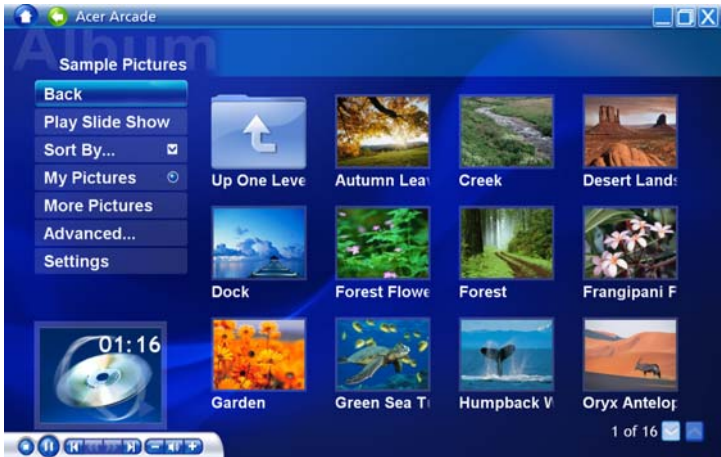 Acer Arcade
Album
Sample Pictures
Back
Play Slide Show
Sort By...
My Pictures
More Pictures
Advanced...
Settings
Up One Leve
Autumn Lea
Creek
Desert Lands
Dock
Forest Flowe
Forest
Frangipani F
01:16
Garden
Green Sea T
Humpback W
Oryx Antelop
1 of 16